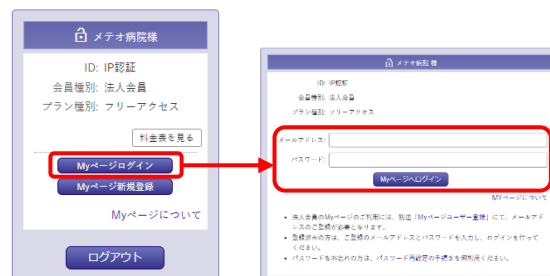 メテオ病院様
ID: IP認証
会員種別: 法人会員
プラン種別: フリーアクセス
料金表を見る
Myページログイン
Myページ新規登録
Myページについて
ログアウト
メテオ病院 様
ID: IP認証
会員種別: 法人会員
プラン種別: フリーアクセス
メールアドレス:
パスワード:
Myページへログイン
MYページについて
• 法人会員のMyページのご利用には、別途「Myページユーザー登録」にて、メールアド
レスのご登録が必要となります。
• 登録済みの方は、ご登録のメールアドレスとパスワードを入力し、ログインを行って
ください。
• パスワードをお忘れの方は、パスワード再設定の手続きを御利用ください。